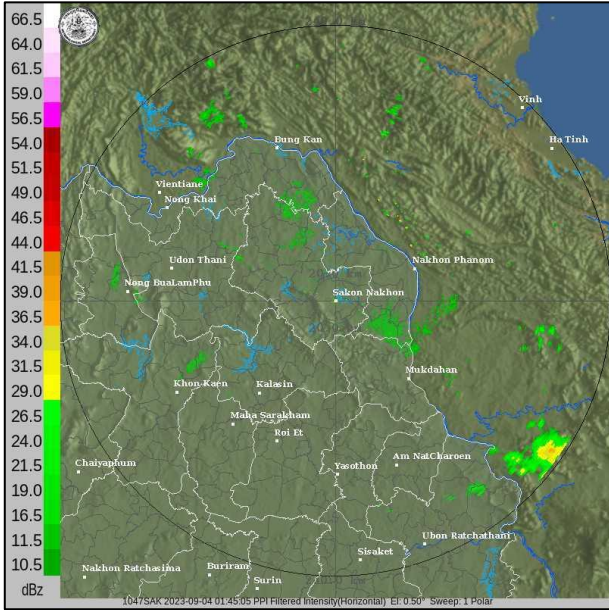 66.5
64.0
61.5
59.0
56.5
54.0
51.5
49.0
46.5
44.0
41.5
39.0
36.5
34.0
31.5
29.0
26.5
24.0
21.5
19.0
16.5
14.5
12.5
10.5
dBz
Vinh
Ha Tinh
Bung Kan
Vientiane
Nong Khai
Udon Thani
Nakhon Phanom
Nong BuaLamPhu
Sakon Nakhon
Mukdahan
Khon Kaen
Kalasin
Maha Sarakham
Roi Et
Chaiyaphum
Yasothon
Am NatCharoen
Ubon Ratchathani
Sisaket
Nakhon Ratchasima
Buriram
Surin
1047SAK 2023-09-04 01:45:05 PPI Filtered Intensity(Horizontal) El: 0.50° Sweep: 1 Polar